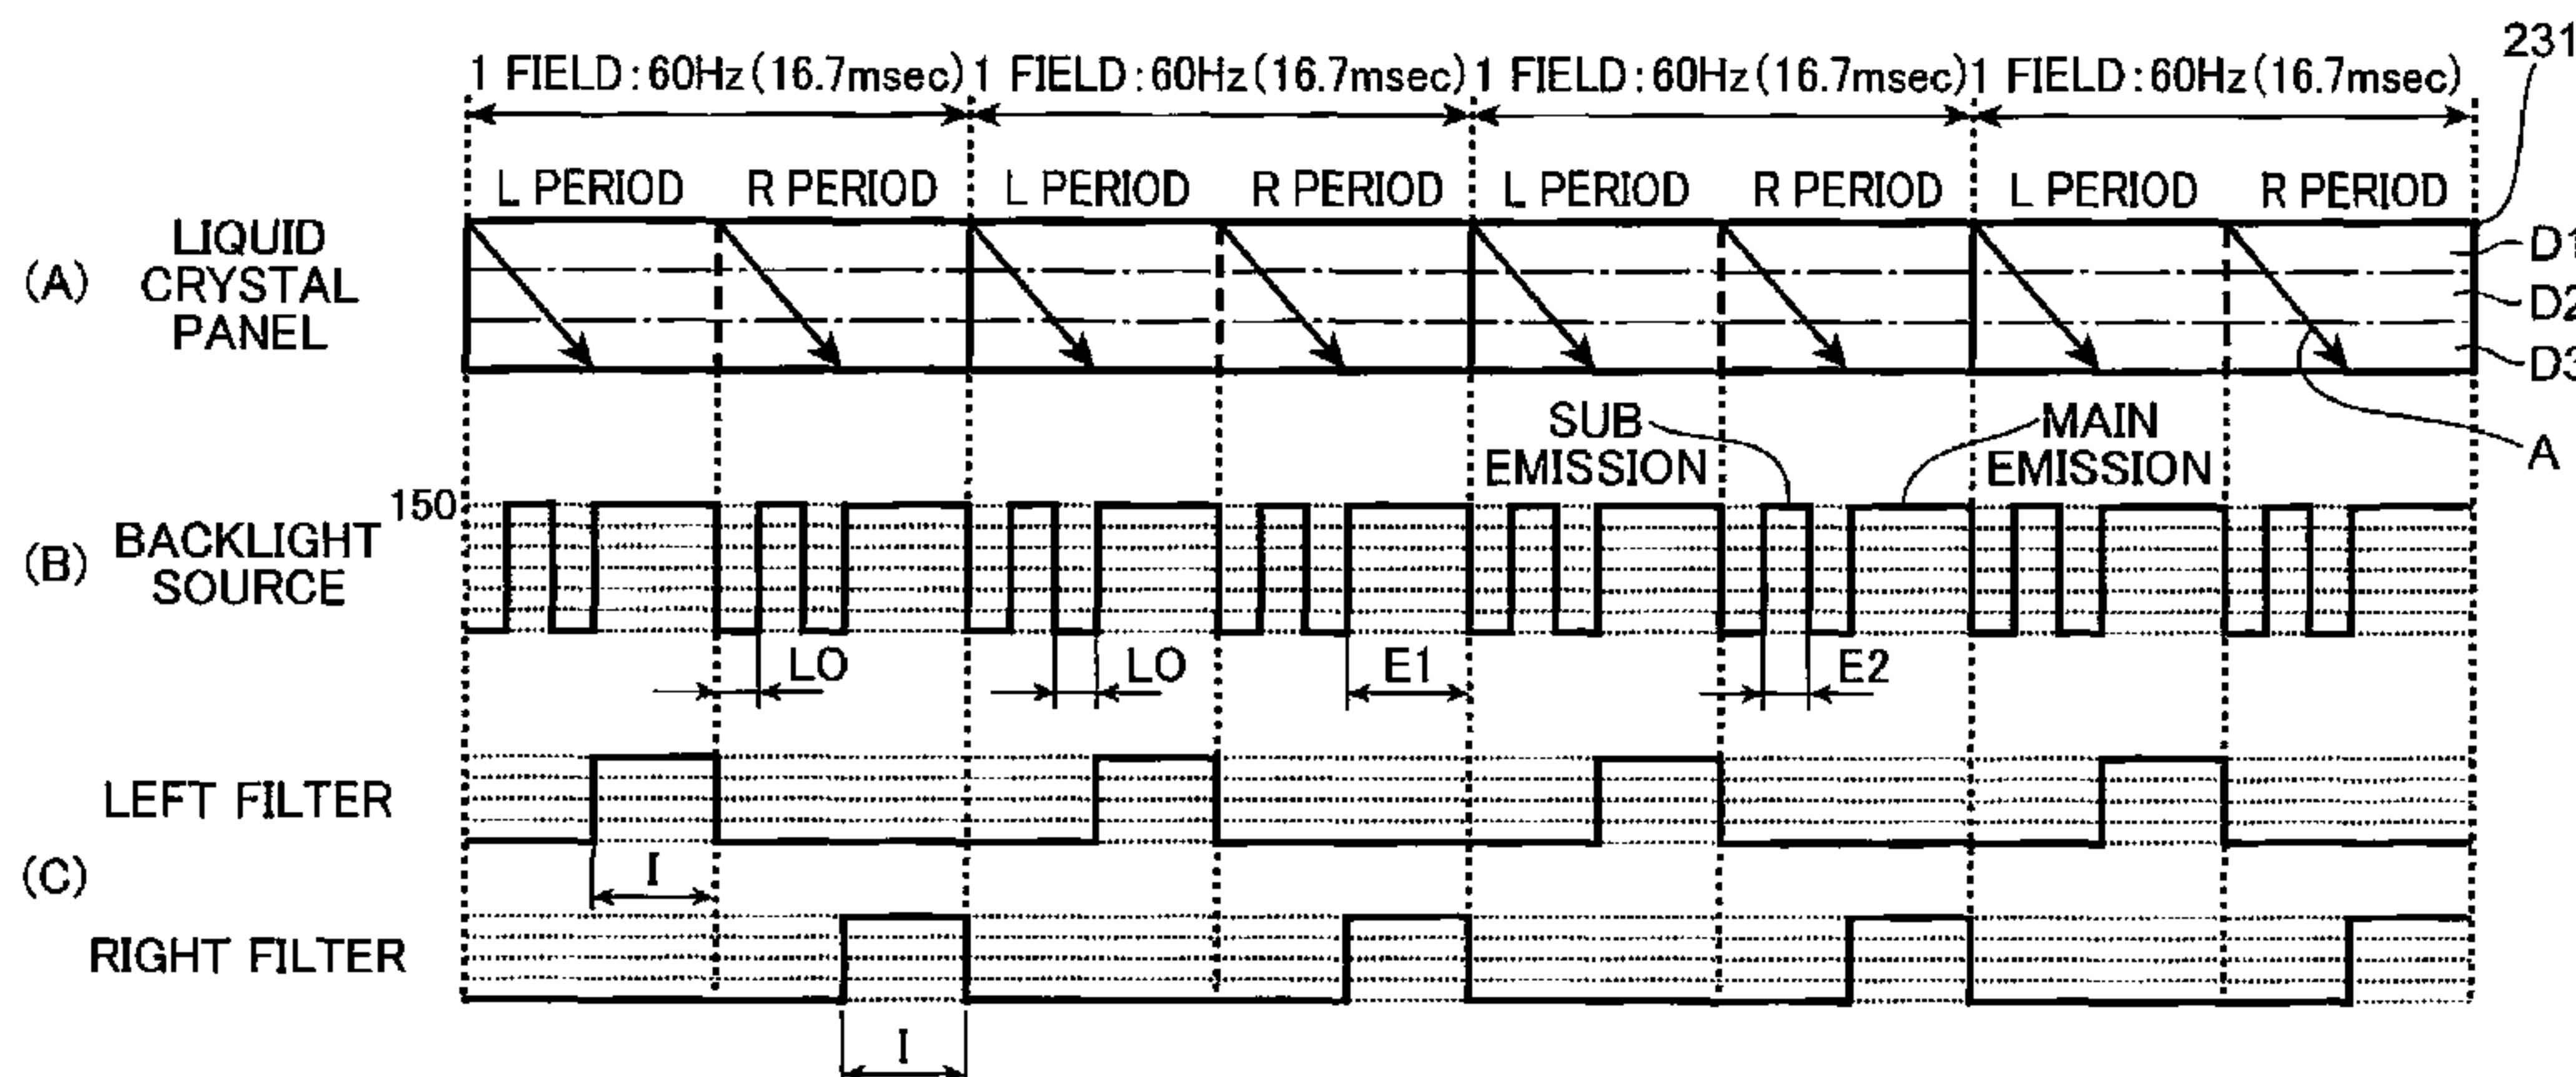 231
1 FIELD:60Hz(16.7msec) 1 FIELD:60Hz(16.7msec) 1 FIELD:60Hz(16.7msec) 1 FIELD:60Hz(16.7msec)
L PERIOD R PERIOD L PERIOD R PERIOD L PERIOD R PERIOD L PERIOD R PERIOD
(A) LIQUID
CRYSTAL
PANEL
D1
D2
D3
A
SUB
EMISSION
MAIN
EMISSION
150
(B) BACKLIGHT
SOURCE
LO LO E1 E2
LEFT FILTER
(C)
I
RIGHT FILTER
I